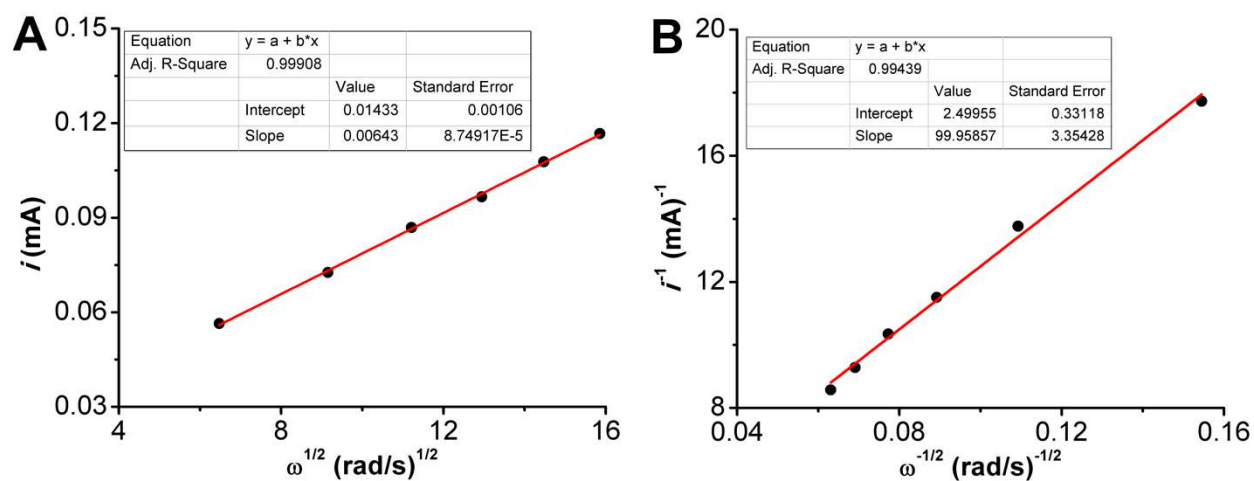 A
0.15
0.12
0.09
0.06
0.03
i (mA)
Equation y = a + b*x
Adj. R-Square 0.99908
Value Standard Error
Intercept 0.01433 0.00106
Slope 0.00643 8.74917E-5
4 8 12 16
ω1/2 (rad/s)1/2
B
20
16
12
8
i-1 (mA)-1
Equation y = a + b*x
Adj. R-Square 0.99439
Value Standard Error
Intercept 2.49955 0.33118
Slope 99.95857 3.35428
0.04 0.08 0.12 0.16
ω-1/2 (rad/s)-1/2